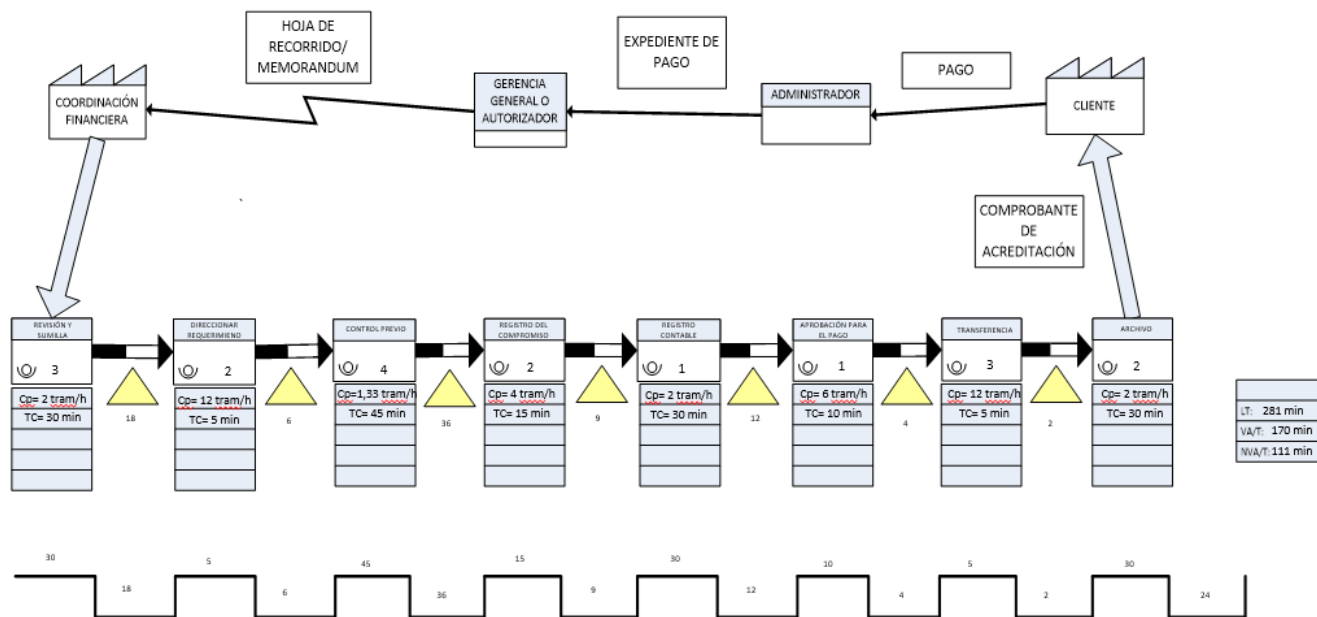 HOJA DE
RECORRIDO/
MEMORANDUM
EXPEDIENTE DE
PAGO
PAGO
COORDINACIÓN
FINANCIERA
GERENCIA
GENERAL O
AUTORIZADOR
ADMINISTRADOR
CLIENTE
COMPROBANTE
DE
ACREDITACIÓN
REVISIÓN Y
SUMILLA
3
Cp= 2 tram/h
TC= 30 min
18
DIRECCIONAR
REQUERIMIENO
2
Cp= 12 tram/h
TC= 5 min
6
CONTROL PREVIO
4
Cp=1,33 tram/h
TC= 45 min
36
REGISTRO DEL
COMPROMISO
2
Cp= 4 tram/h
TC= 15 min
9
REGISTRO
CONTABLE
1
Cp= 2 tram/h
TC= 30 min
12
APROBACIÓN PARA
EL PAGO
1
Cp= 6 tram/h
TC= 10 min
4
TRANSFERENCIA
3
Cp= 12 tram/h
TC= 5 min
2
ARCHIVO
2
Cp= 2 tram/h
TC= 30 min
LT: 281 min
VA/T: 170 min
NVA/T: 111 min
30 5 45 15 30 10 5 30
18 6 36 9 12 4 2 24